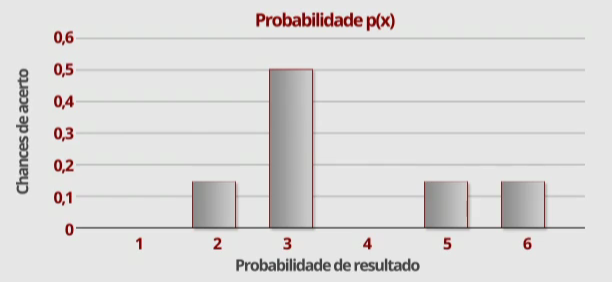 Probabilidade p(x)
0,6
0,5
0,4
0,3
0,2
0,1
0
Chances de acerto
1 2 3 4 5 6
Probabilidade de resultado